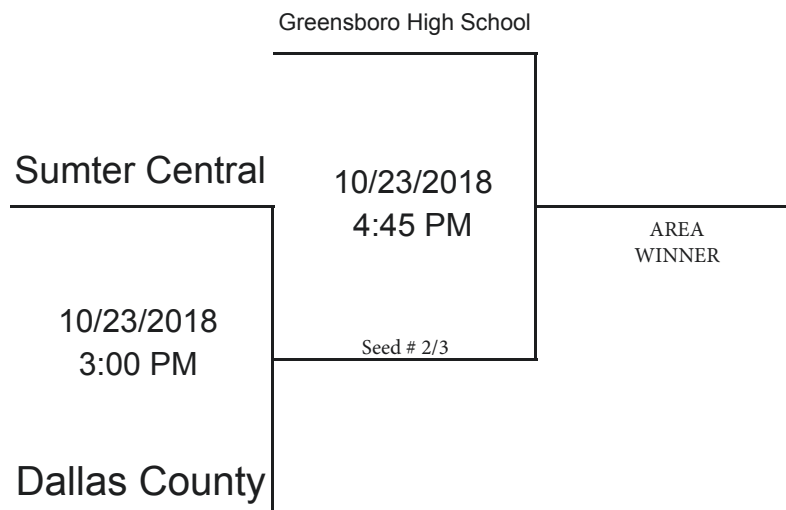 Greensboro High School
Sumter Central
10/23/2018
4:45 PM
AREA
WINNER
10/23/2018
3:00 PM
Seed # 2/3
Dallas County